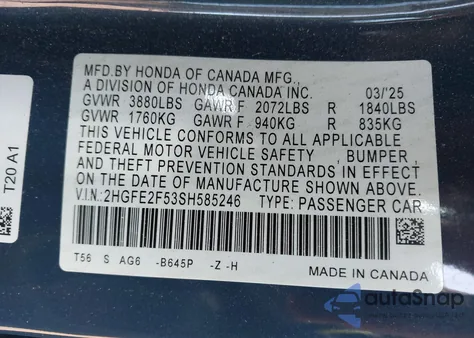 MFD.BY HONDA OF CANADA MFG.,
A DIVISION OF HONDA CANADA INC. 03/'25
GVWR 3880LBS GAWR F 2072LBS R 1840LBS
GVWR 1760KG GAWR F 940KG R 835KG
THIS VEHICLE CONFORMS TO ALL APPLICABLE
FEDERAL MOTOR VEHICLE SAFETY , BUMPER ,
AND THEFT PREVENTION STANDARDS IN EFFECT
ON THE DATE OF MANUFACTURE SHOWN ABOVE.
V.I.N.: 2HGFE2F53SH585246 TYPE: PASSENGER CAR
T56 S AG6 -B645P -Z -H
MADE IN CANADA
T20 A1
autoSnap